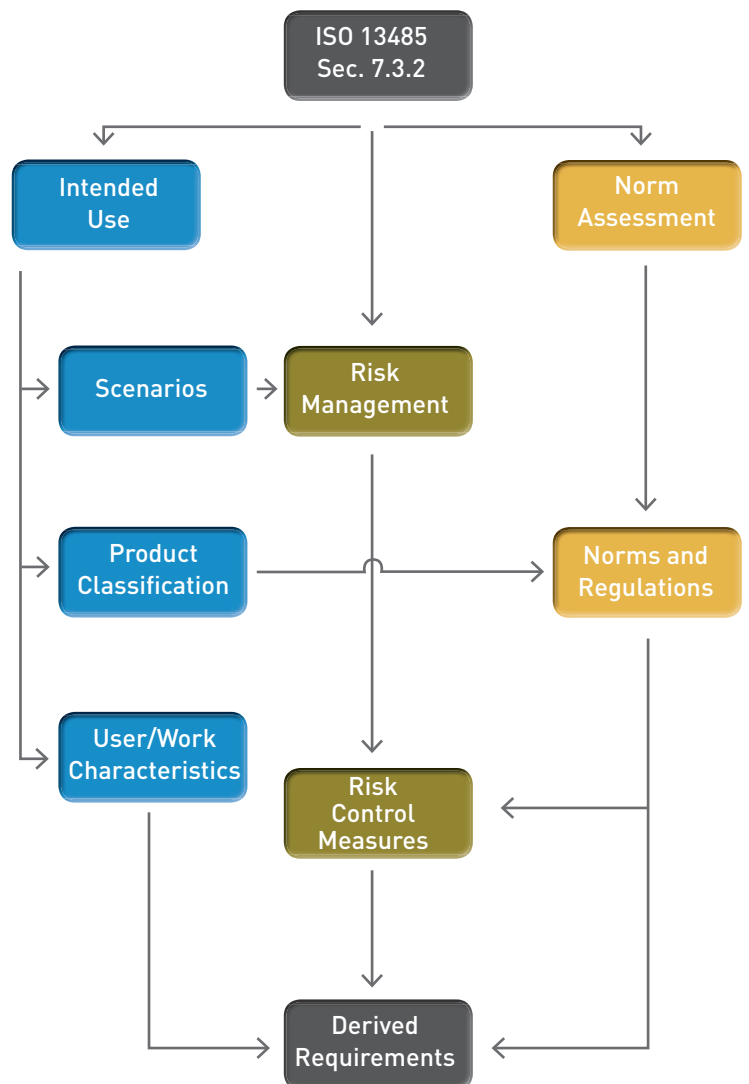 ISO 13485
Sec. 7.3.2
Intended
Use
Norm
Assessment
Scenarios
Risk
Management
Product
Classification
Norms and
Regulations
User/Work
Characteristics
Risk
Control
Measures
Derived
Requirements